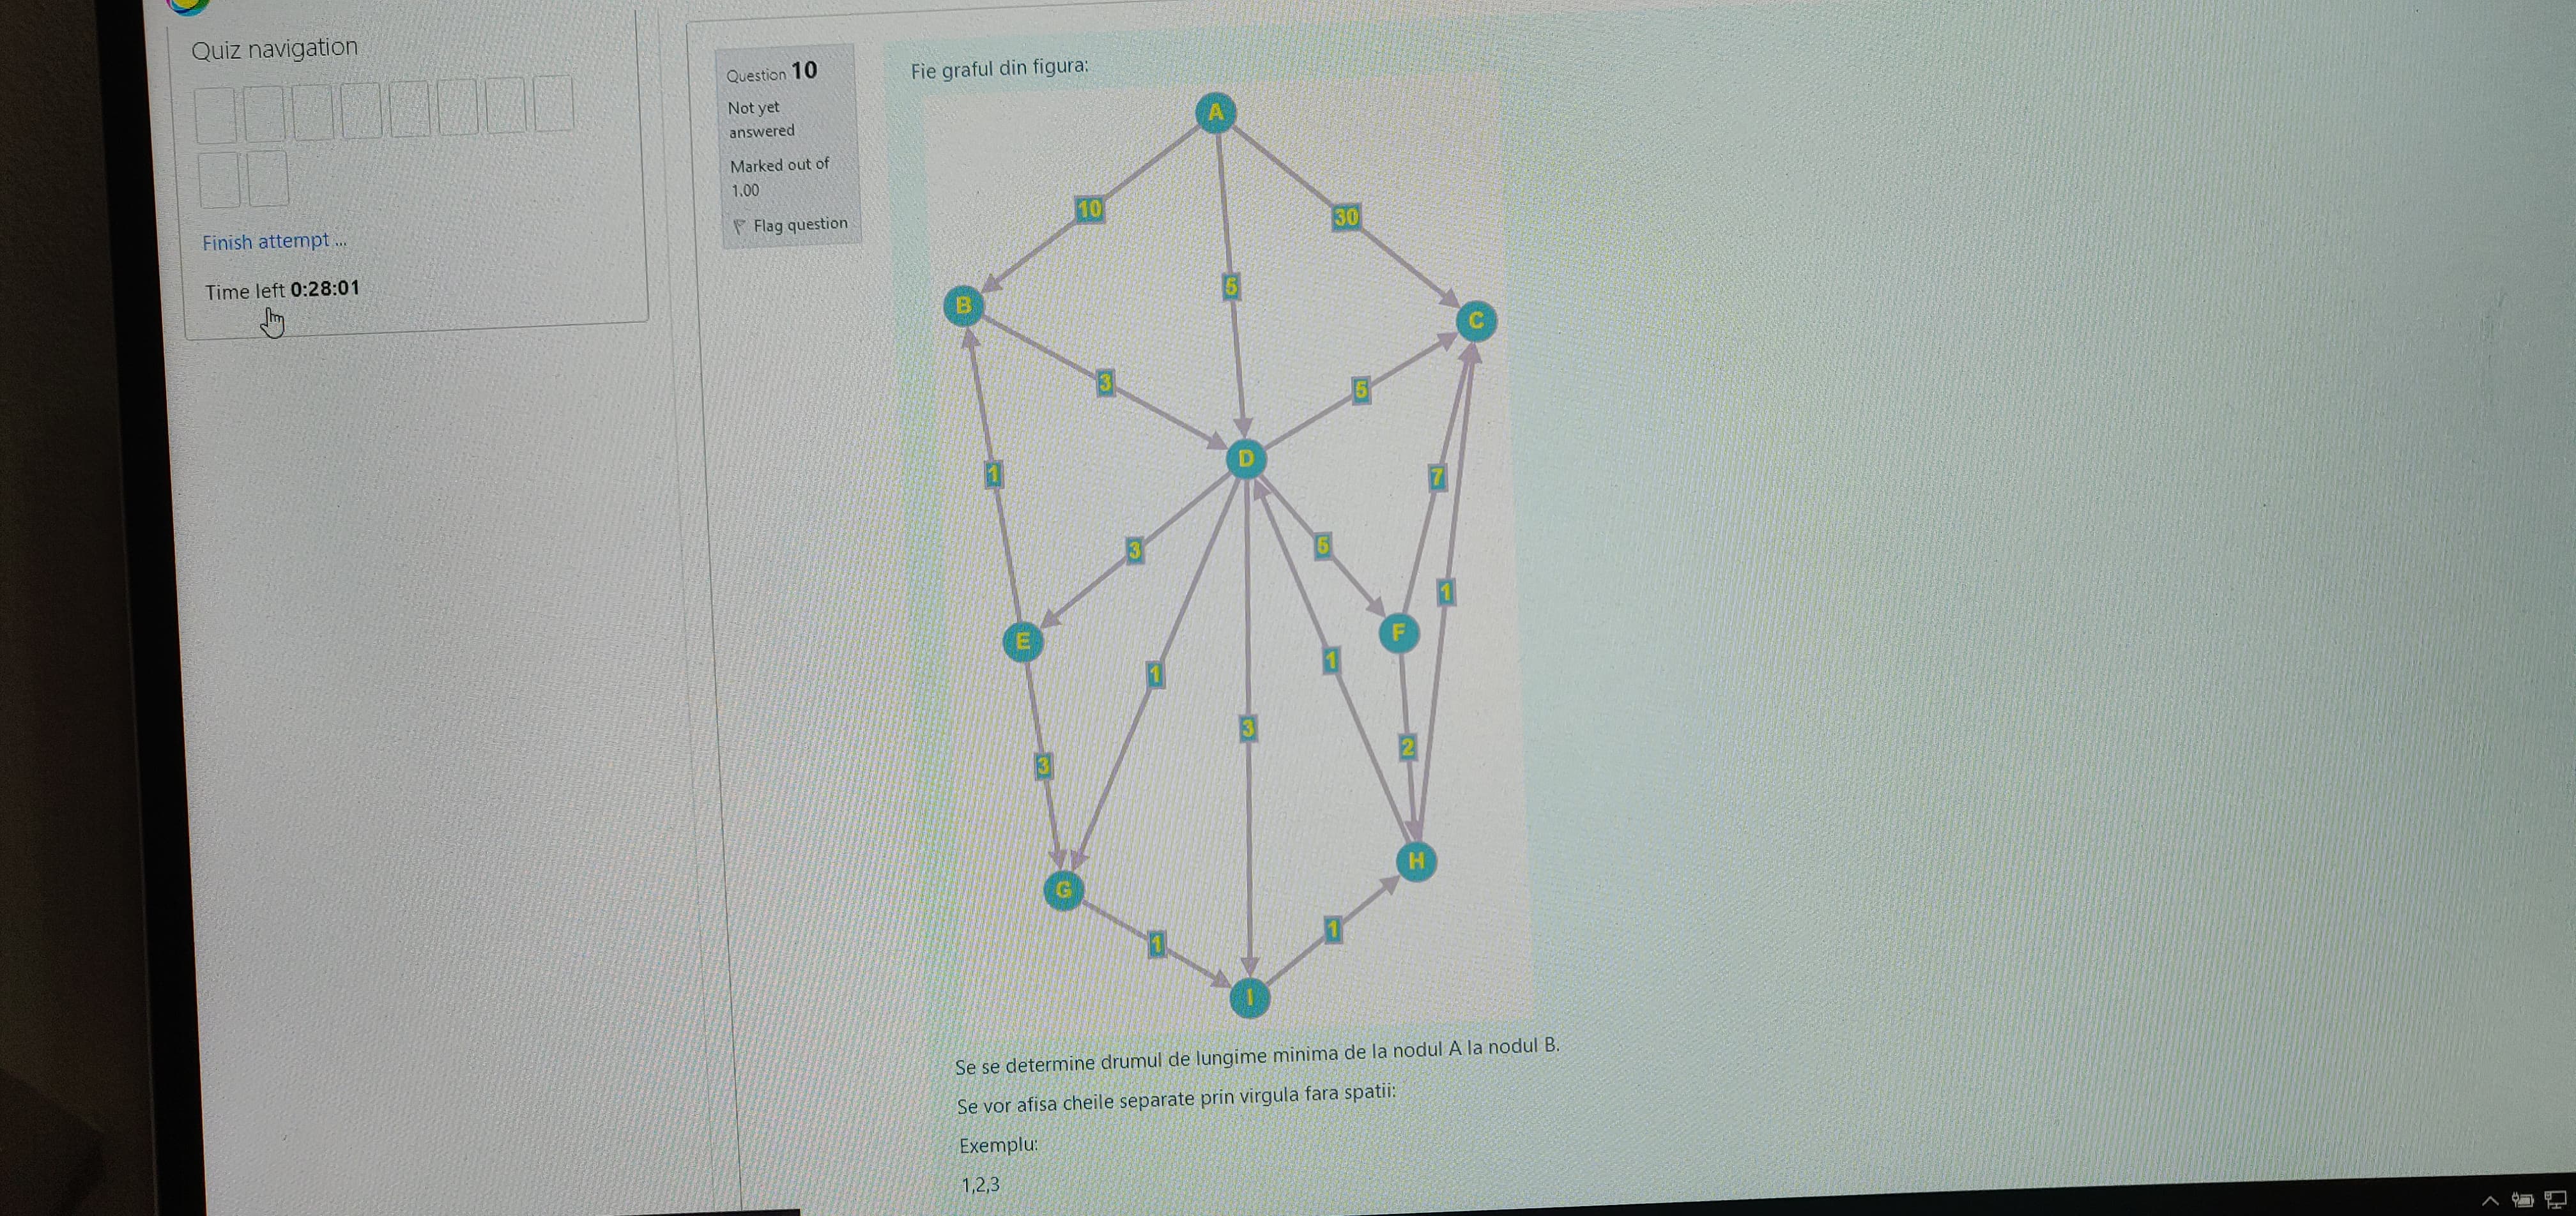 Quiz navigation
Finish attempt ...
Time left 0:28:01
Question 10
Not yet
answered
Marked out of
1.00
Flag question
Fie graful din figura:
A
10
30
5
B
C
3
5
D
1
7
3
5
1
E
F
1
1
3
2
3
G
H
1
1
I
Se se determine drumul de lungime minima de la nodul A la nodul B.
Se vor afisa cheile separate prin virgula fara spatii:
Exemplu:
1,2,3